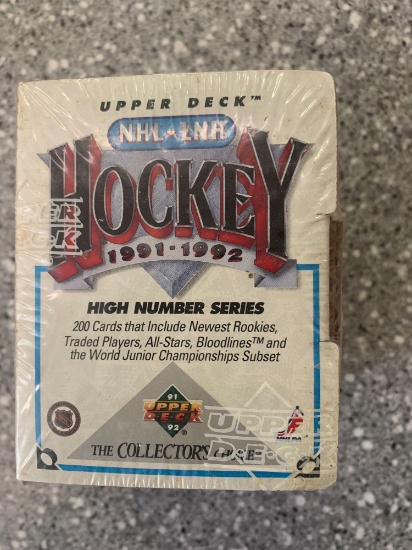 UPPER DECK™
NHL • LNH
HOCKEY
1991-1992
HIGH NUMBER SERIES
200 Cards that Include Newest Rookies,
Traded Players, All-Stars, Bloodlines™ and
the World Junior Championships Subset
91
UPPER
DECK
92
UPPER
DECK
THE COLLECTOR'S CHOICE™